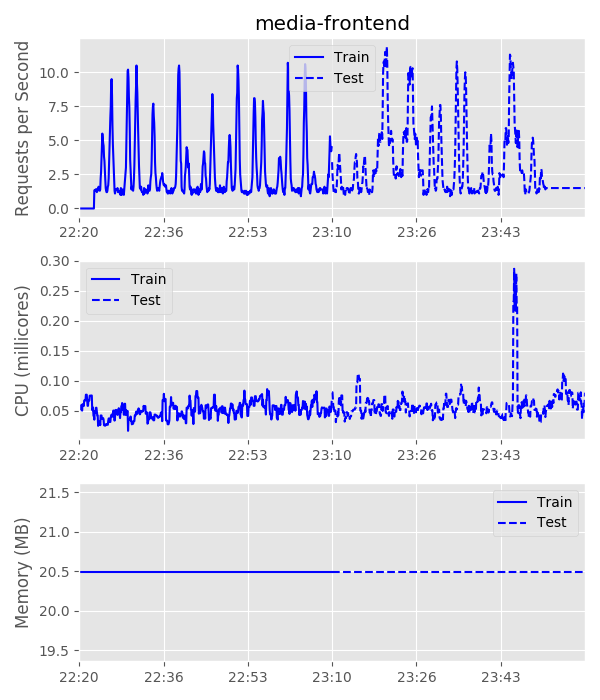 media-frontend
Requests per Second
10.0
7.5
5.0
2.5
0.0
Train
Test
22:20 22:36 22:53 23:10 23:26 23:43
CPU (millicores)
0.30
0.25
0.20
0.15
0.10
0.05
Train
Test
22:20 22:36 22:53 23:10 23:26 23:43
Memory (MB)
21.5
21.0
20.5
20.0
19.5
Train
Test
22:20 22:36 22:53 23:10 23:26 23:43